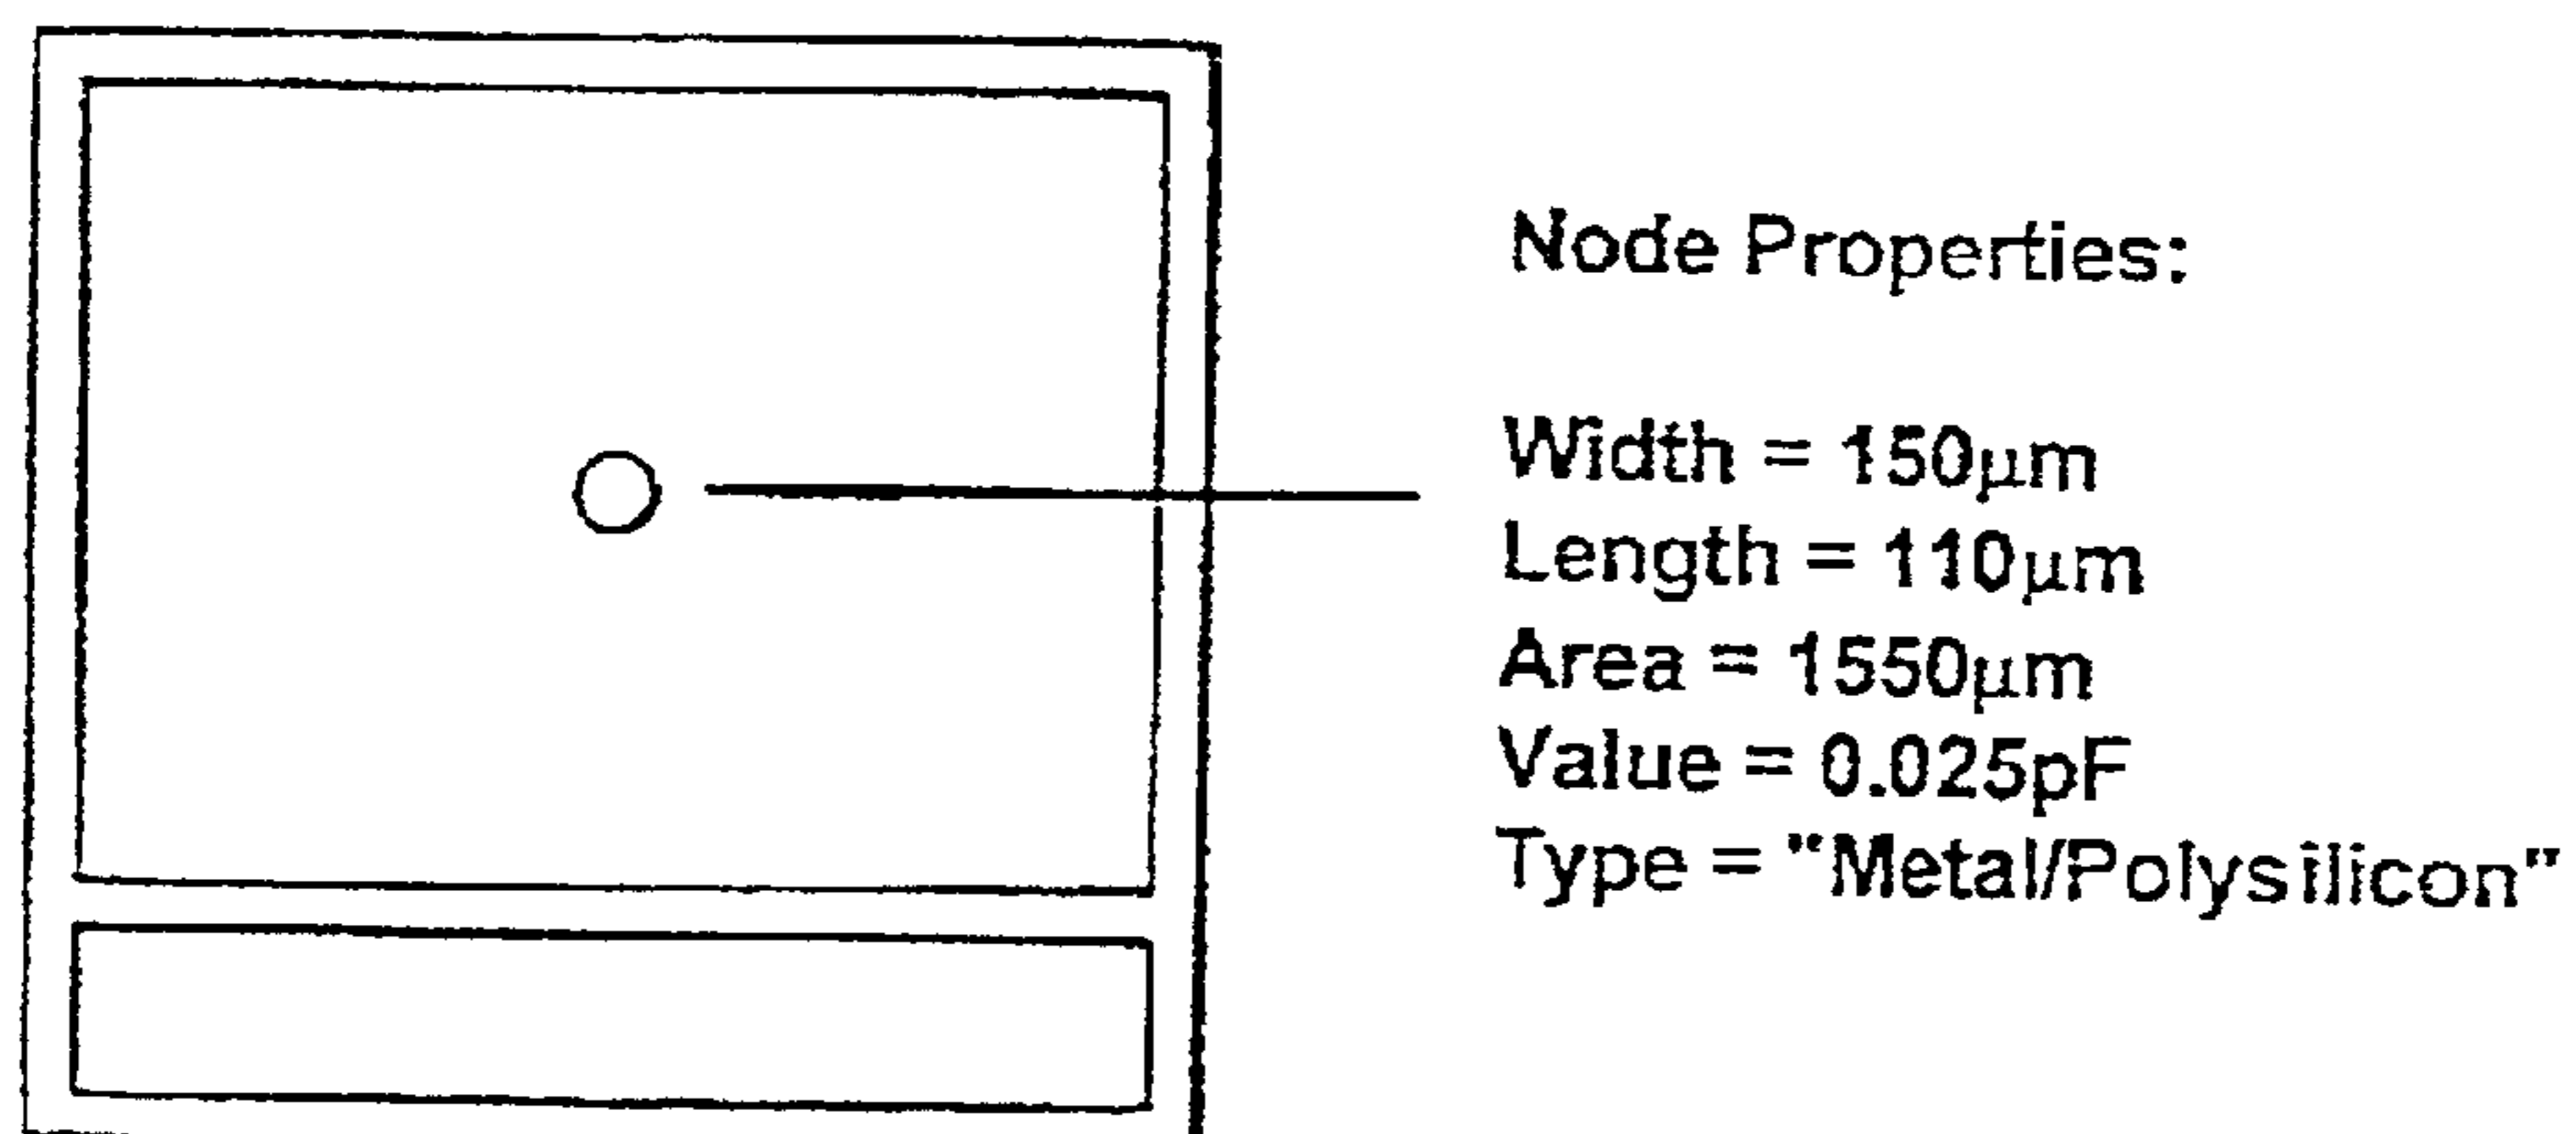 Node Properties:
Width = 150μm
Length = 110μm
Area = 1550μm
Value = 0.025pF
Type = "Metal/Polysilicon"